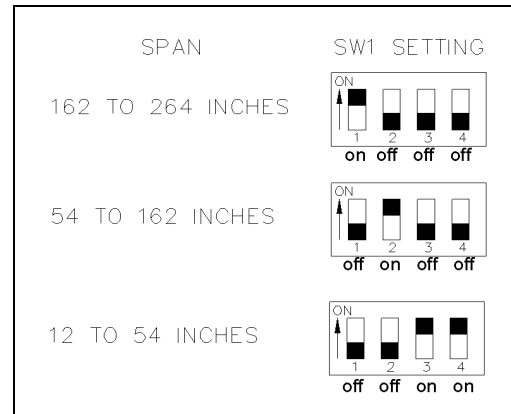 SPAN SW1 SETTING
ON
162 TO 264 INCHES
1 2 3 4
on off off off
ON
54 TO 162 INCHES
1 2 3 4
off on off off
ON
12 TO 54 INCHES
1 2 3 4
off off on on